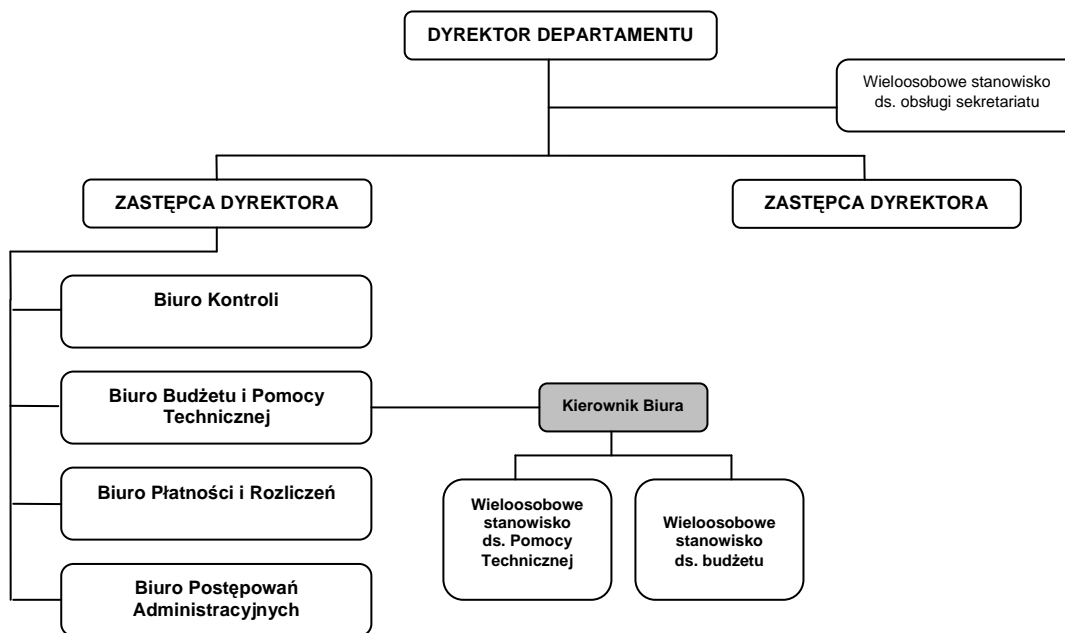 DYREKTOR DEPARTAMENTU
Wieloosobowe stanowisko
ds. obsługi sekretariatu
ZASTĘPCA DYREKTORA
ZASTĘPCA DYREKTORA
Biuro Kontroli
Biuro Budżetu i Pomocy
Technicznej
Kierownik Biura
Biuro Płatności i Rozliczeń
Wieloosobowe
stanowisko
ds. Pomocy
Technicznej
Wieloosobowe
stanowisko
ds. budżetu
Biuro Postępowań
Administracyjnych